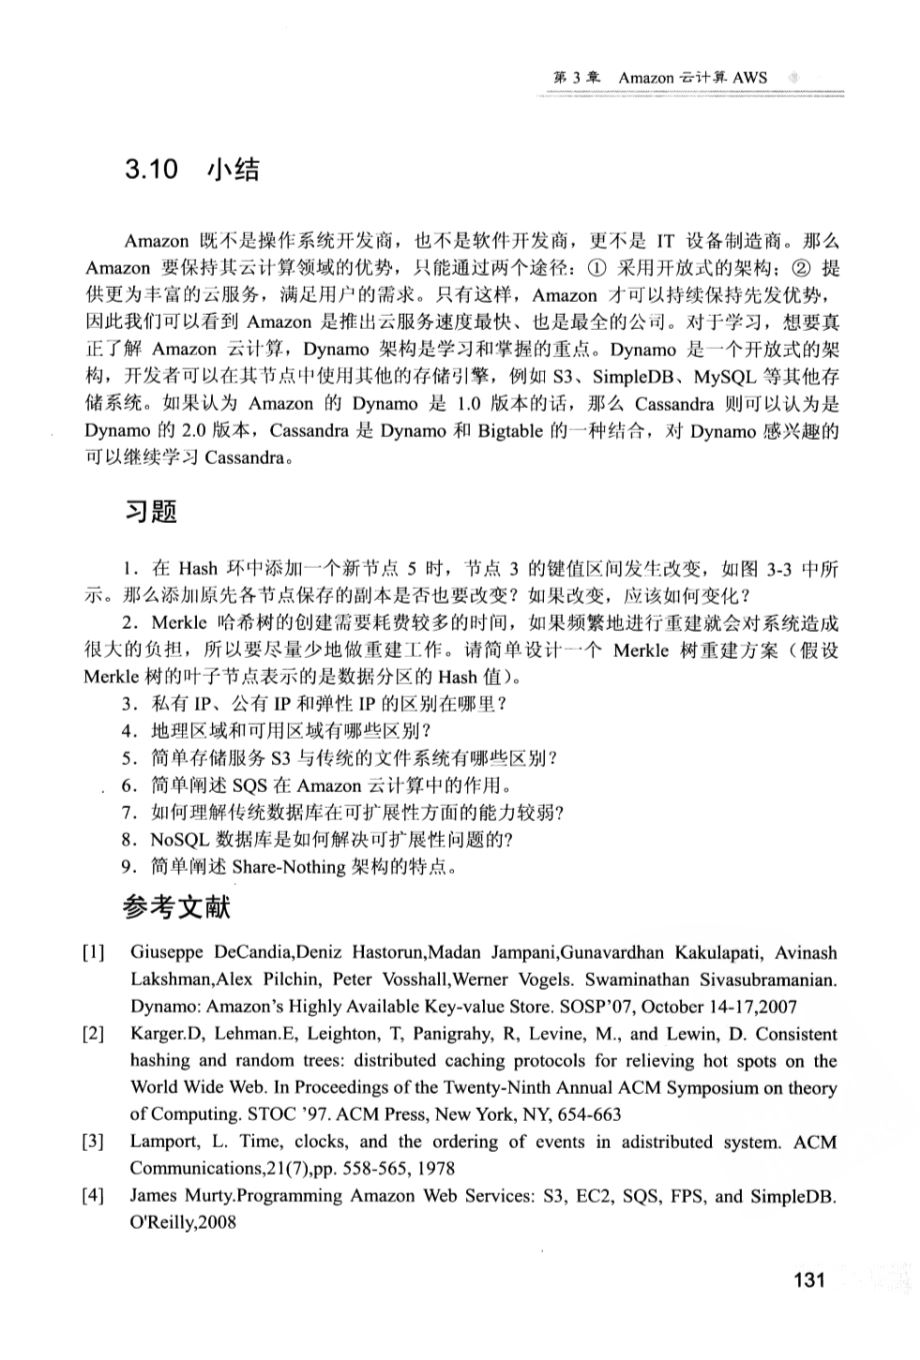 第 3 章 Amazon 云计算 AWS
3.10 小结
Amazon 既不是操作系统开发商，也不是软件开发商，更不是 IT 设备制造商。那么
Amazon 要保持其云计算领域的优势，只能通过两个途径：① 采用开放式的架构；② 提
供更为丰富的云服务，满足用户的需求。只有这样，Amazon 才可以持续保持先发优势，
因此我们可以看到 Amazon 是推出云服务速度最快、也是最全的公司。对于学习，想要真
正了解 Amazon 云计算，Dynamo 架构是学习和掌握的重点。Dynamo 是一个开放式的架
构，开发者可以在其节点中使用其他的存储引擎，例如 S3、SimpleDB、MySQL 等其他存
储系统。如果认为 Amazon 的 Dynamo 是 1.0 版本的话，那么 Cassandra 则可以认为是
Dynamo 的 2.0 版本，Cassandra 是 Dynamo 和 Bigtable 的一种结合，对 Dynamo 感兴趣的
可以继续学习 Cassandra。
习题
1．在 Hash 环中添加一个新节点 5 时，节点 3 的键值区间发生改变，如图 3-3 中所
示。那么添加原先各节点保存的副本是否也要改变？如果改变，应该如何变化？
2．Merkle 哈希树的创建需要耗费较多的时间，如果频繁地进行重建就会对系统造成
很大的负担，所以要尽量少地做重建工作。请简单设计一个 Merkle 树重建方案（假设
Merkle 树的叶子节点表示的是数据分区的 Hash 值）。
3．私有 IP、公有 IP 和弹性 IP 的区别在哪里？
4．地理区域和可用区域有哪些区别？
5．简单存储服务 S3 与传统的文件系统有哪些区别？
6．简单阐述 SQS 在 Amazon 云计算中的作用。
7．如何理解传统数据库在可扩展性方面的能力较弱？
8．NoSQL 数据库是如何解决可扩展性问题的？
9．简单阐述 Share-Nothing 架构的特点。
参考文献
[1] Giuseppe DeCandia,Deniz Hastorun,Madan Jampani,Gunavardhan Kakulapati, Avinash
Lakshman,Alex Pilchin, Peter Vosshall,Werner Vogels. Swaminathan Sivasubramanian.
Dynamo: Amazon's Highly Available Key-value Store. SOSP'07, October 14-17,2007
[2] Karger.D, Lehman.E, Leighton, T, Panigrahy, R, Levine, M., and Lewin, D. Consistent
hashing and random trees: distributed caching protocols for relieving hot spots on the
World Wide Web. In Proceedings of the Twenty-Ninth Annual ACM Symposium on theory
of Computing. STOC '97. ACM Press, New York, NY, 654-663
[3] Lamport, L. Time, clocks, and the ordering of events in adistributed system. ACM
Communications,21(7),pp. 558-565, 1978
[4] James Murty.Programming Amazon Web Services: S3, EC2, SQS, FPS, and SimpleDB.
O'Reilly,2008
131